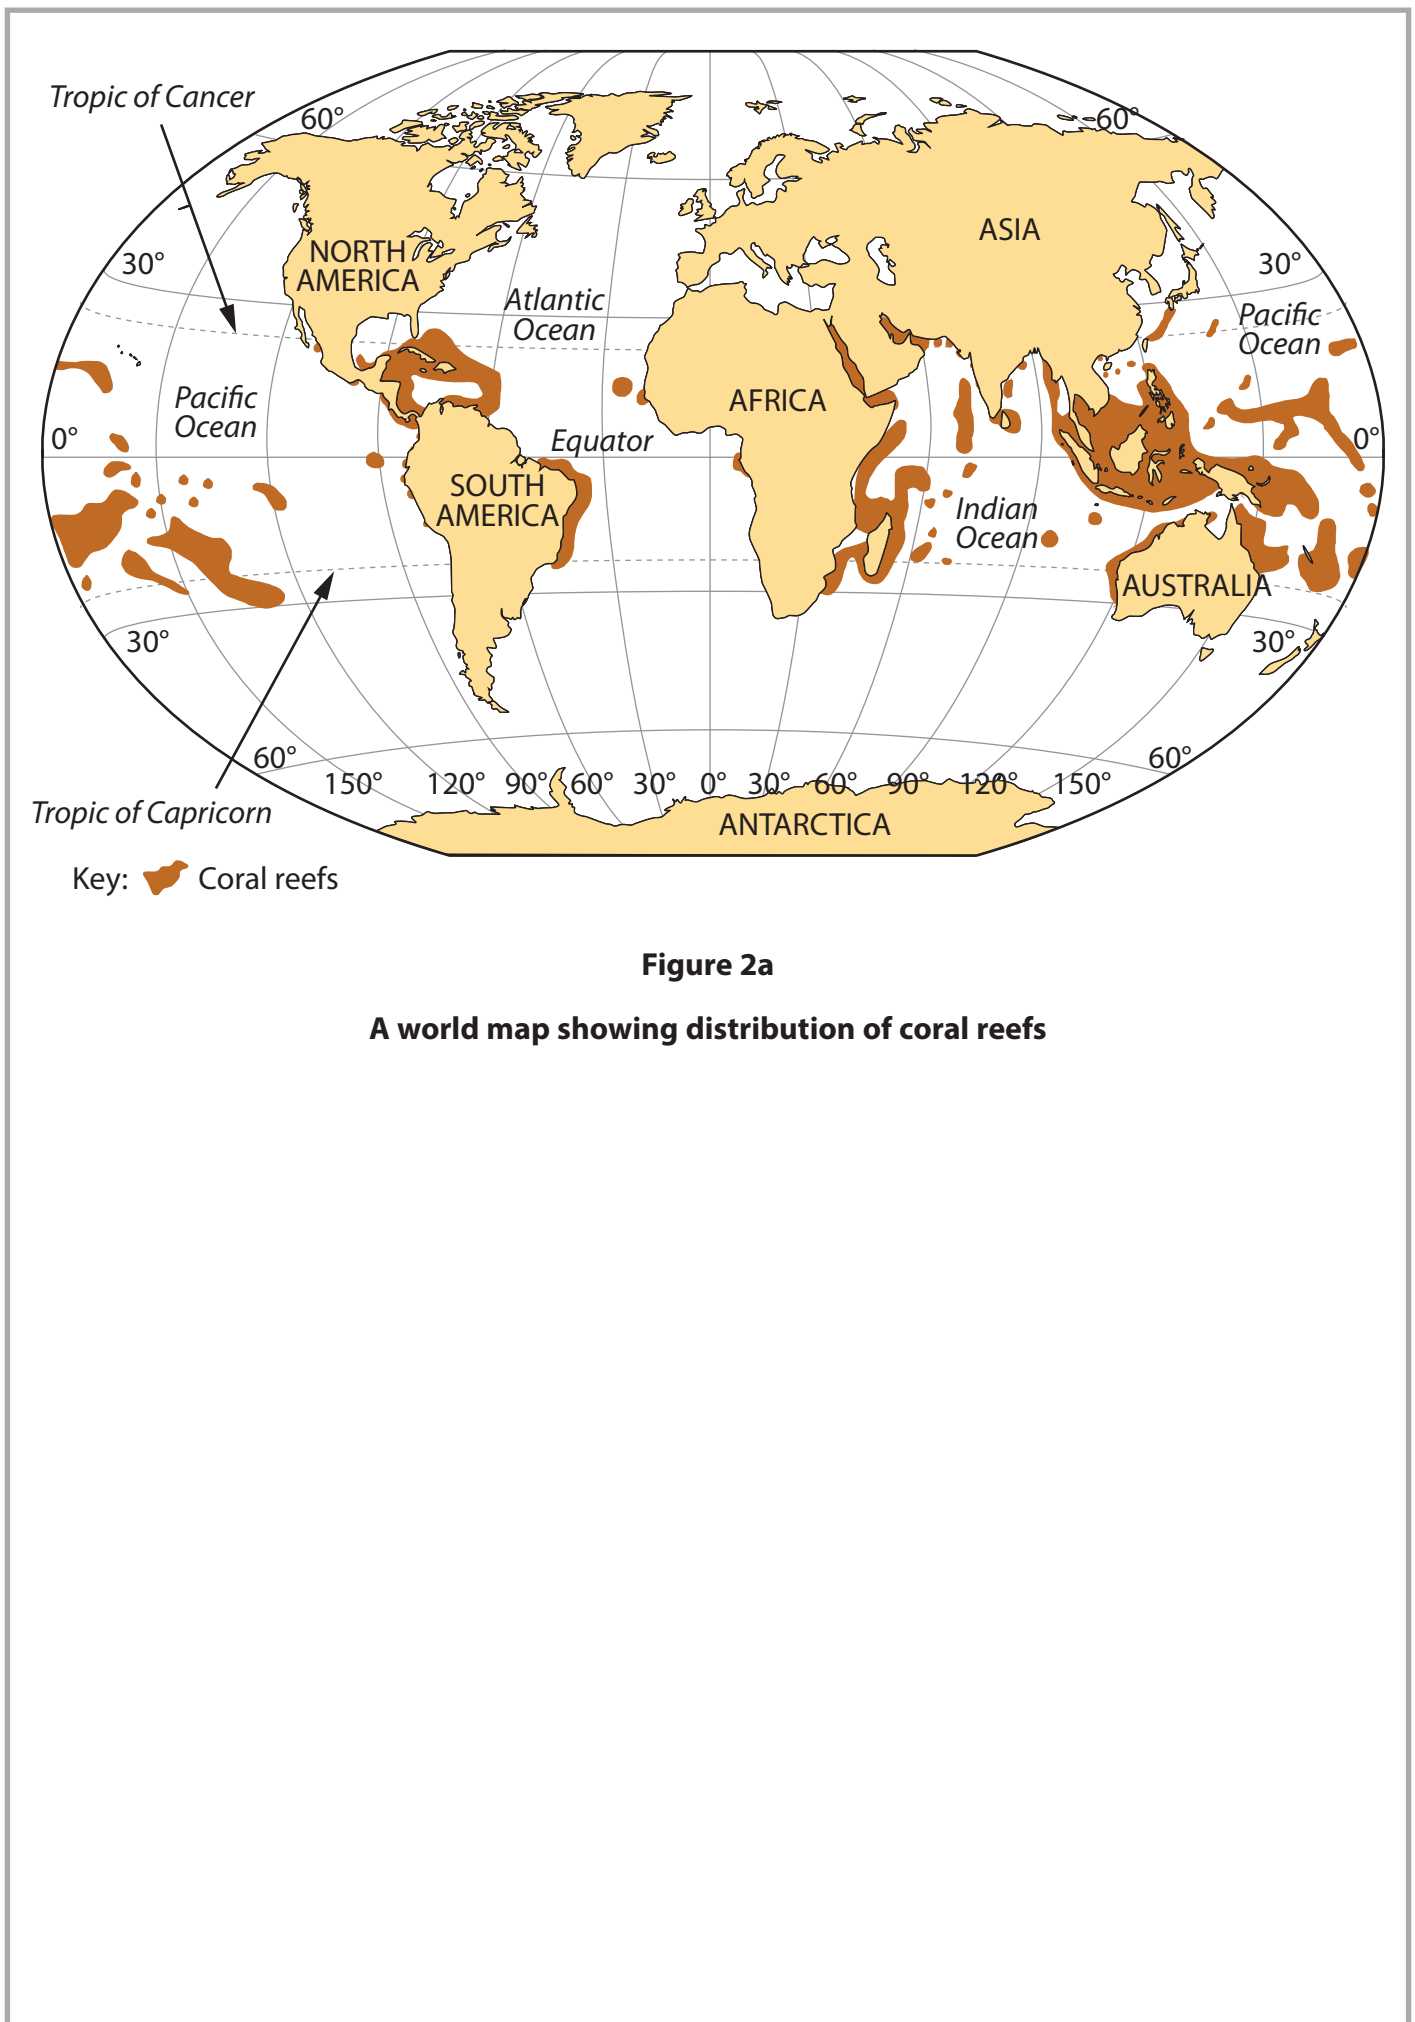 Tropic of Cancer
60°
60°
NORTH
AMERICA
ASIA
30°
30°
Atlantic
Ocean
Pacific
Ocean
Pacific
Ocean
AFRICA
0°
Equator
0°
SOUTH
AMERICA
Indian
Ocean
AUSTRALIA
30°
30°
60°
60°
150°
120°
90°
60°
30°
0°
30°
60°
90°
120°
150°
Tropic of Capricorn
ANTARCTICA
Key:
Coral reefs
Figure 2a
A world map showing distribution of coral reefs